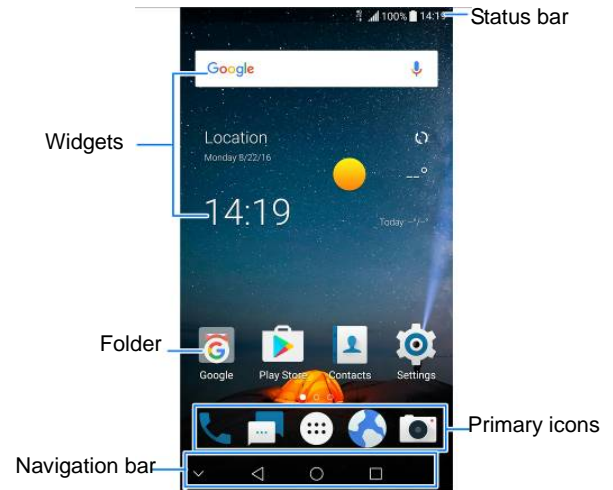 100% 14:19
Status bar
Google
Widgets
Location
Monday 8/22/16
__°
14:19
Today --°/--°
Folder
Google
Play Store
Contacts
Settings
Primary icons
Navigation bar